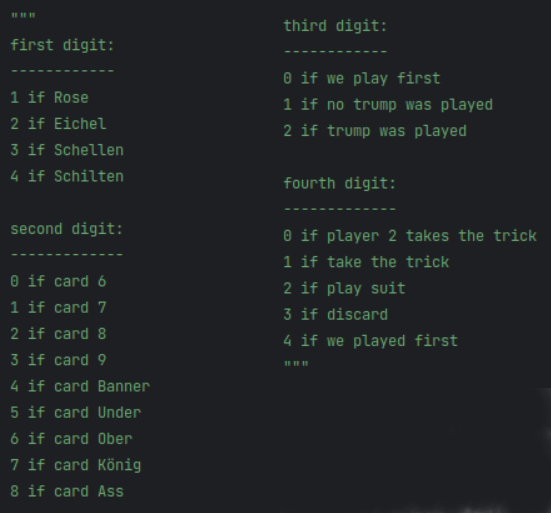 """
first digit:
------------
1 if Rose
2 if Eichel
3 if Schellen
4 if Schilten
second digit:
-------------
0 if card 6
1 if card 7
2 if card 8
3 if card 9
4 if card Banner
5 if card Under
6 if card Ober
7 if card König
8 if card Ass
third digit:
------------
0 if we play first
1 if no trump was played
2 if trump was played
fourth digit:
-------------
0 if player 2 takes the trick
1 if take the trick
2 if play suit
3 if discard
4 if we played first
"""